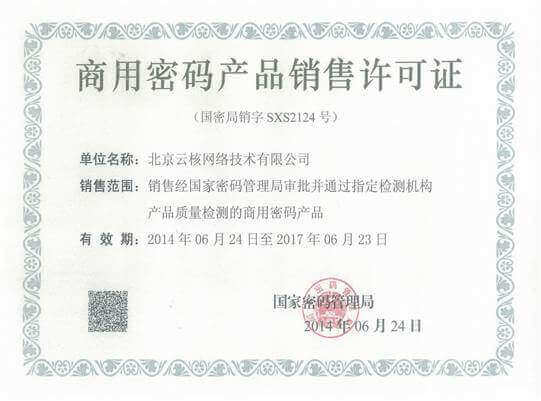 商用密码产品销售许可证
（国密局销字 SXS2124 号）
单位名称：北京云核网络技术有限公司
销售范围：销售经国家密码管理局审批并通过指定检测机构
产品质量检测的商用密码产品
有 效 期：2014 年 06 月 24 日至 2017 年 06 月 23 日
国家密码管理局
2014 年 06 月 24 日